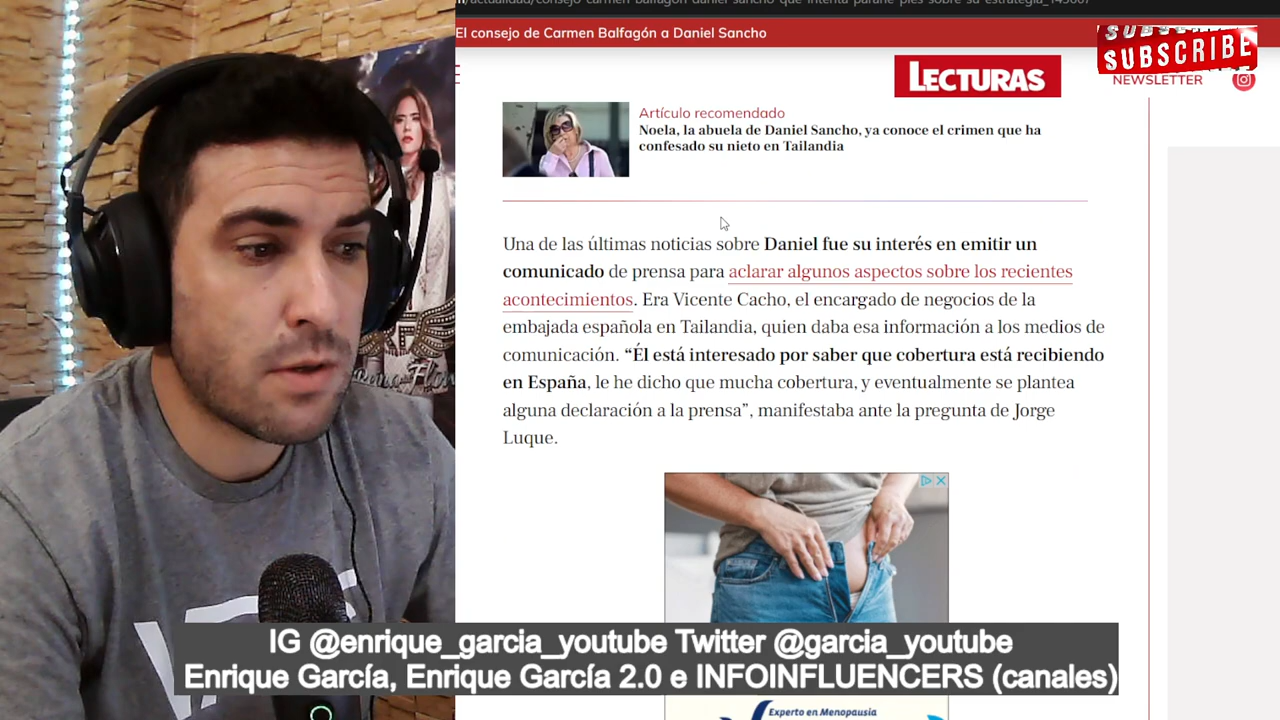 El consejo de Carmen Balfagón a Daniel Sancho
SUBSCRIBE
LECTURAS
NEWSLETTER
Artículo recomendado
Noela, la abuela de Daniel Sancho, ya conoce el crimen que ha
confesado su nieto en Tailandia
Una de las últimas noticias sobre Daniel fue su interés en emitir un
comunicado de prensa para aclarar algunos aspectos sobre los recientes
acontecimientos. Era Vicente Cacho, el encargado de negocios de la
embajada española en Tailandia, quien daba esa información a los medios de
comunicación. “Él está interesado por saber que cobertura está recibiendo
en España, le he dicho que mucha cobertura, y eventualmente se plantea
alguna declaración a la prensa”, manifestaba ante la pregunta de Jorge
Luque.
IG @enrique_garcia_youtube Twitter @garcia_youtube
Enrique García, Enrique García 2.0 e INFOINFLUENCERS (canales)
Experto en Menopausia